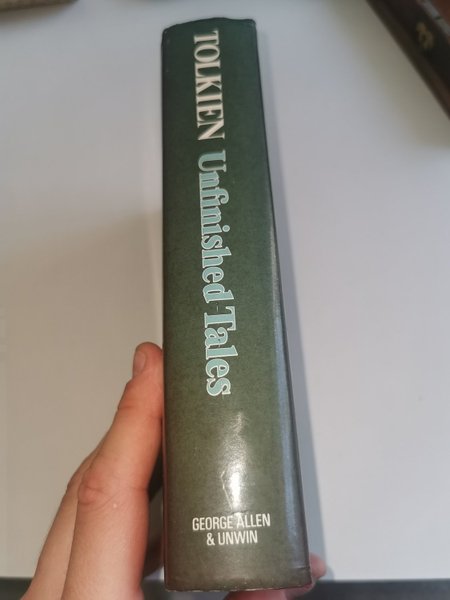 TOLKIEN Unfinished Tales
GEORGE ALLEN
& UNWIN